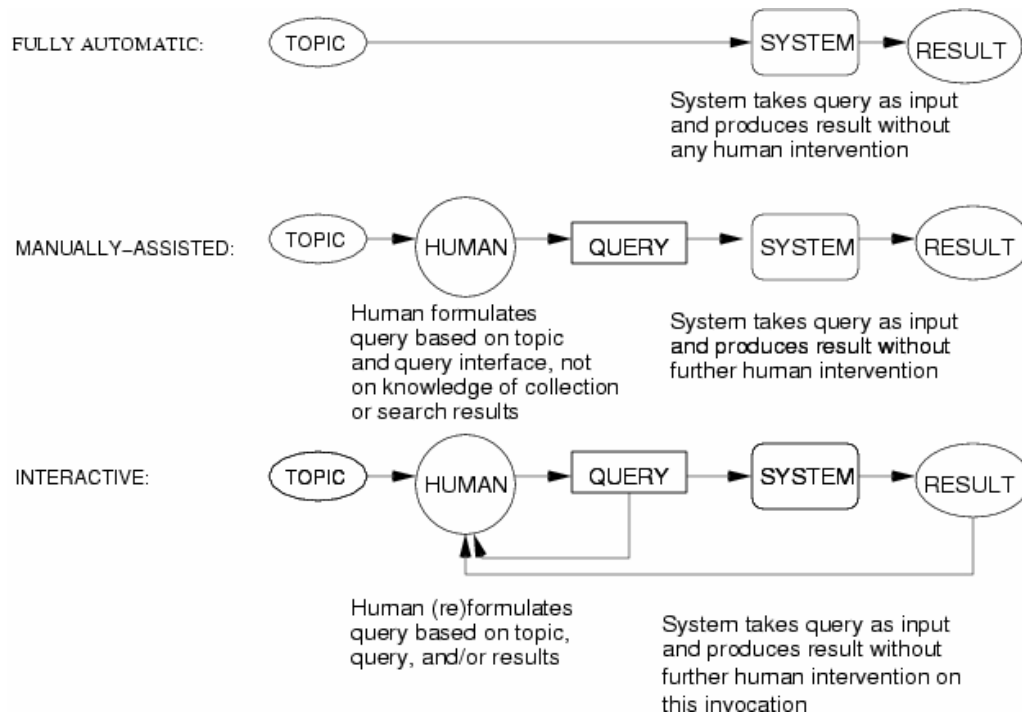 FULLY AUTOMATIC:
TOPIC
SYSTEM
RESULT
System takes query as input
and produces result without
any human intervention
MANUALLY-ASSISTED:
TOPIC
HUMAN
QUERY
SYSTEM
RESULT
Human formulates
query based on topic
and query interface, not
on knowledge of collection
or search results
System takes query as input
and produces result without
further human intervention
INTERACTIVE:
TOPIC
HUMAN
QUERY
SYSTEM
RESULT
Human (re)formulates
query based on topic,
query, and/or results
System takes query as input
and produces result without
further human intervention on
this invocation